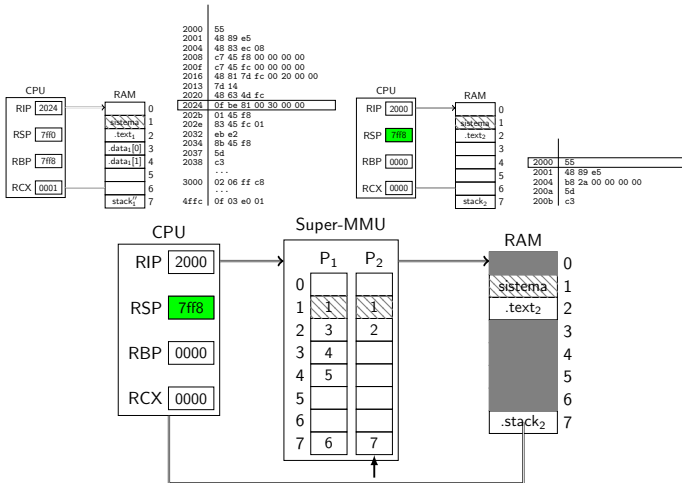 2000 55
2001 48 89 e5
2004 48 83 ec 08
2008 c7 45 f8 00 00 00 00
200f c7 45 fc 00 00 00 00
2016 48 81 7d fc 00 20 00 00
2013 7d 14
2020 48 63 4d fc
2024 0f be 81 00 30 00 00
202b 01 45 f8
202e 83 45 fc 01
2032 eb e2
2034 8b 45 f8
2037 5d
2038 c3
...
3000 02 06 ff c8
...
4ffc 0f 03 e0 01
CPU
RIP 2024
RSP 7ff0
RBP 7ff8
RCX 0001
RAM
0
sistema 1
.text1 2
.data1[0] 3
.data1[1] 4
5
6
stack''1 7
CPU
RIP 2000
RSP 7ff8
RBP 0000
RCX 0000
RAM
0
sistema 1
.text2 2
3
4
5
6
stack2 7
2000 55
2001 48 89 e5
2004 b8 2a 00 00 00 00
200a 5d
200b c3
CPU
RIP 2000
RSP 7ff8
RBP 0000
RCX 0000
Super-MMU
P1 P2
0
1 1 1
2 3 2
3 4
4 5
5
6
7 6 7
RAM
0
sistema 1
.text2 2
3
4
5
6
.stack2 7